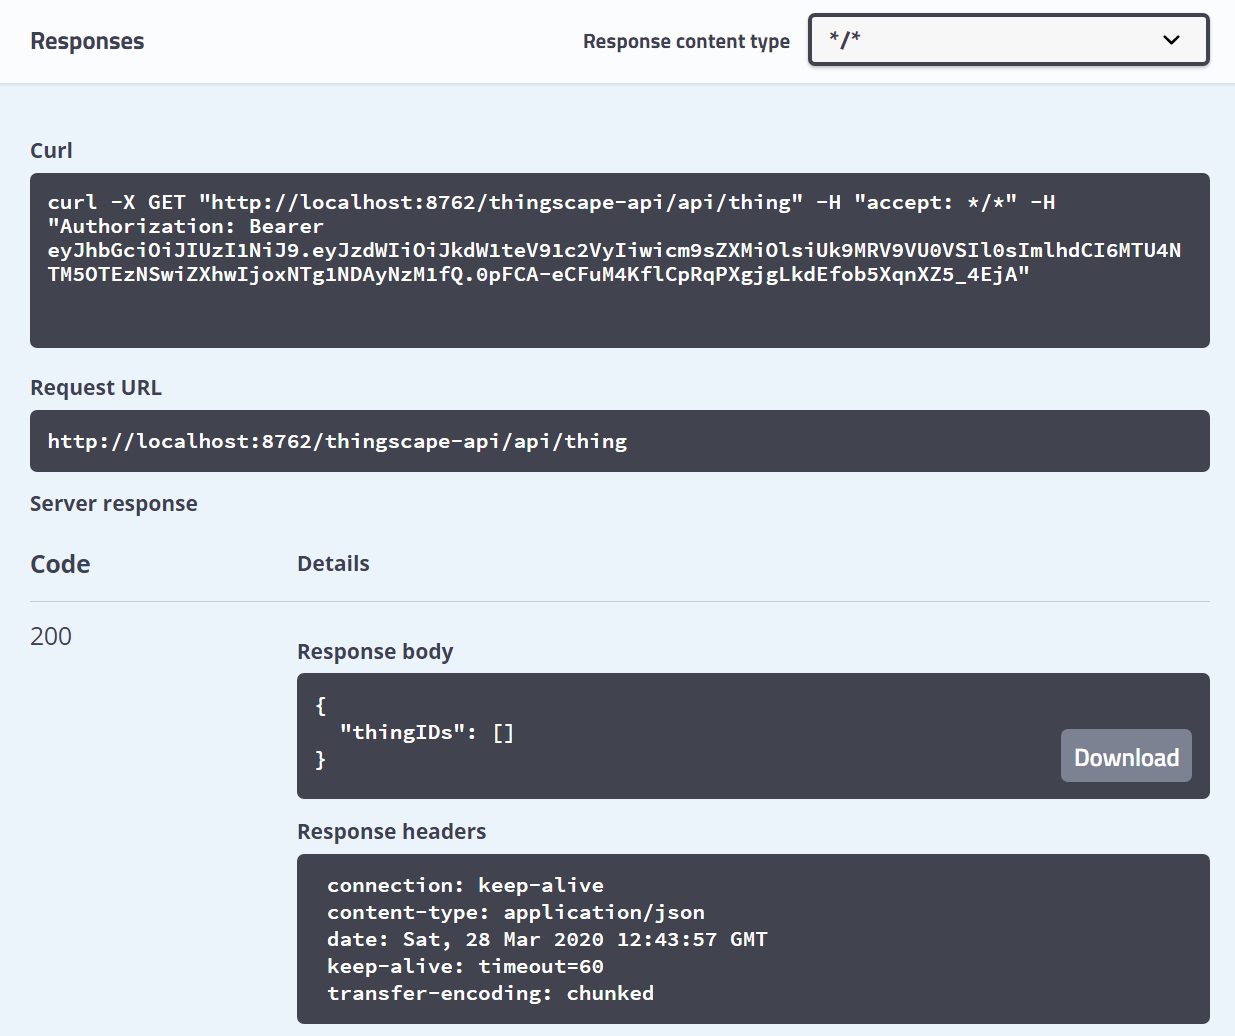 Responses
Response content type
*/*
Curl
curl -X GET "http://localhost:8762/thingscape-api/api/thing" -H "accept: */*" -H
"Authorization: Bearer
eyJhbGciOiJIUzI1NiJ9.eyJzdWIiOiJkdW1teV91c2VyIiwicm9sZXMiOlsiUk9MRV9VU0VSIl0sImlhdCI6MTU4N
TM5OTEzNSwiZXhwIjoxNTg1NDAyNzM1fQ.0pFCA-eCFuM4KflCpRqPXgjgLkdEfob5XqnXZ5_4EjA"
Request URL
http://localhost:8762/thingscape-api/api/thing
Server response
Code
Details
200
Response body
{
  "thingIDs": []
}
Download
Response headers
connection: keep-alive
content-type: application/json
date: Sat, 28 Mar 2020 12:43:57 GMT
keep-alive: timeout=60
transfer-encoding: chunked